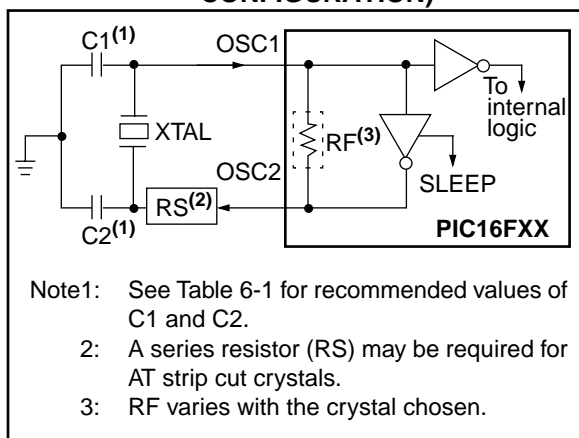 CONFIGURATION)
C1(1)
OSC1
To
internal
logic
XTAL
RF(3)
OSC2
SLEEP
RS(2)
C2(1)
PIC16FXX
Note1: See Table 6-1 for recommended values of
C1 and C2.
2: A series resistor (RS) may be required for
AT strip cut crystals.
3: RF varies with the crystal chosen.